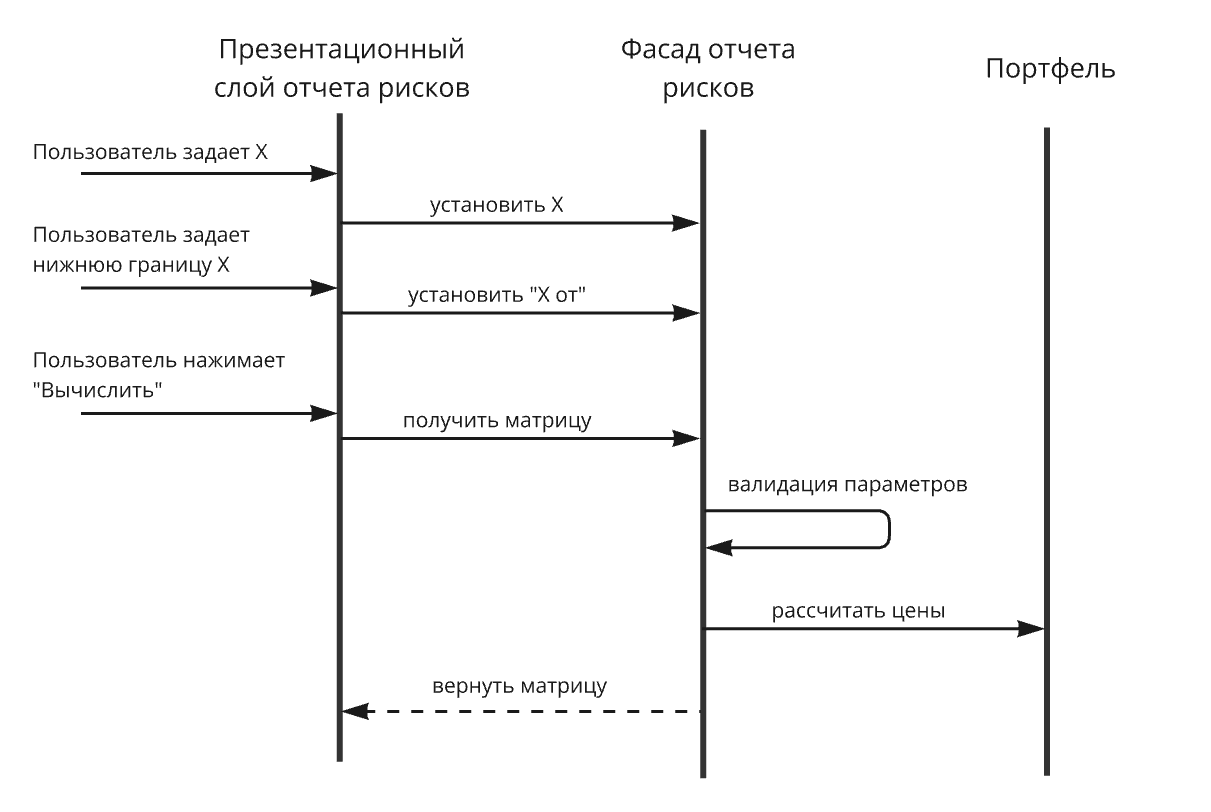 Презентационный
слой отчета рисков
Фасад отчета
рисков
Портфель
Пользователь задает X
установить X
Пользователь задает
нижнюю границу X
установить "X от"
Пользователь нажимает
"Вычислить"
получить матрицу
валидация параметров
рассчитать цены
вернуть матрицу